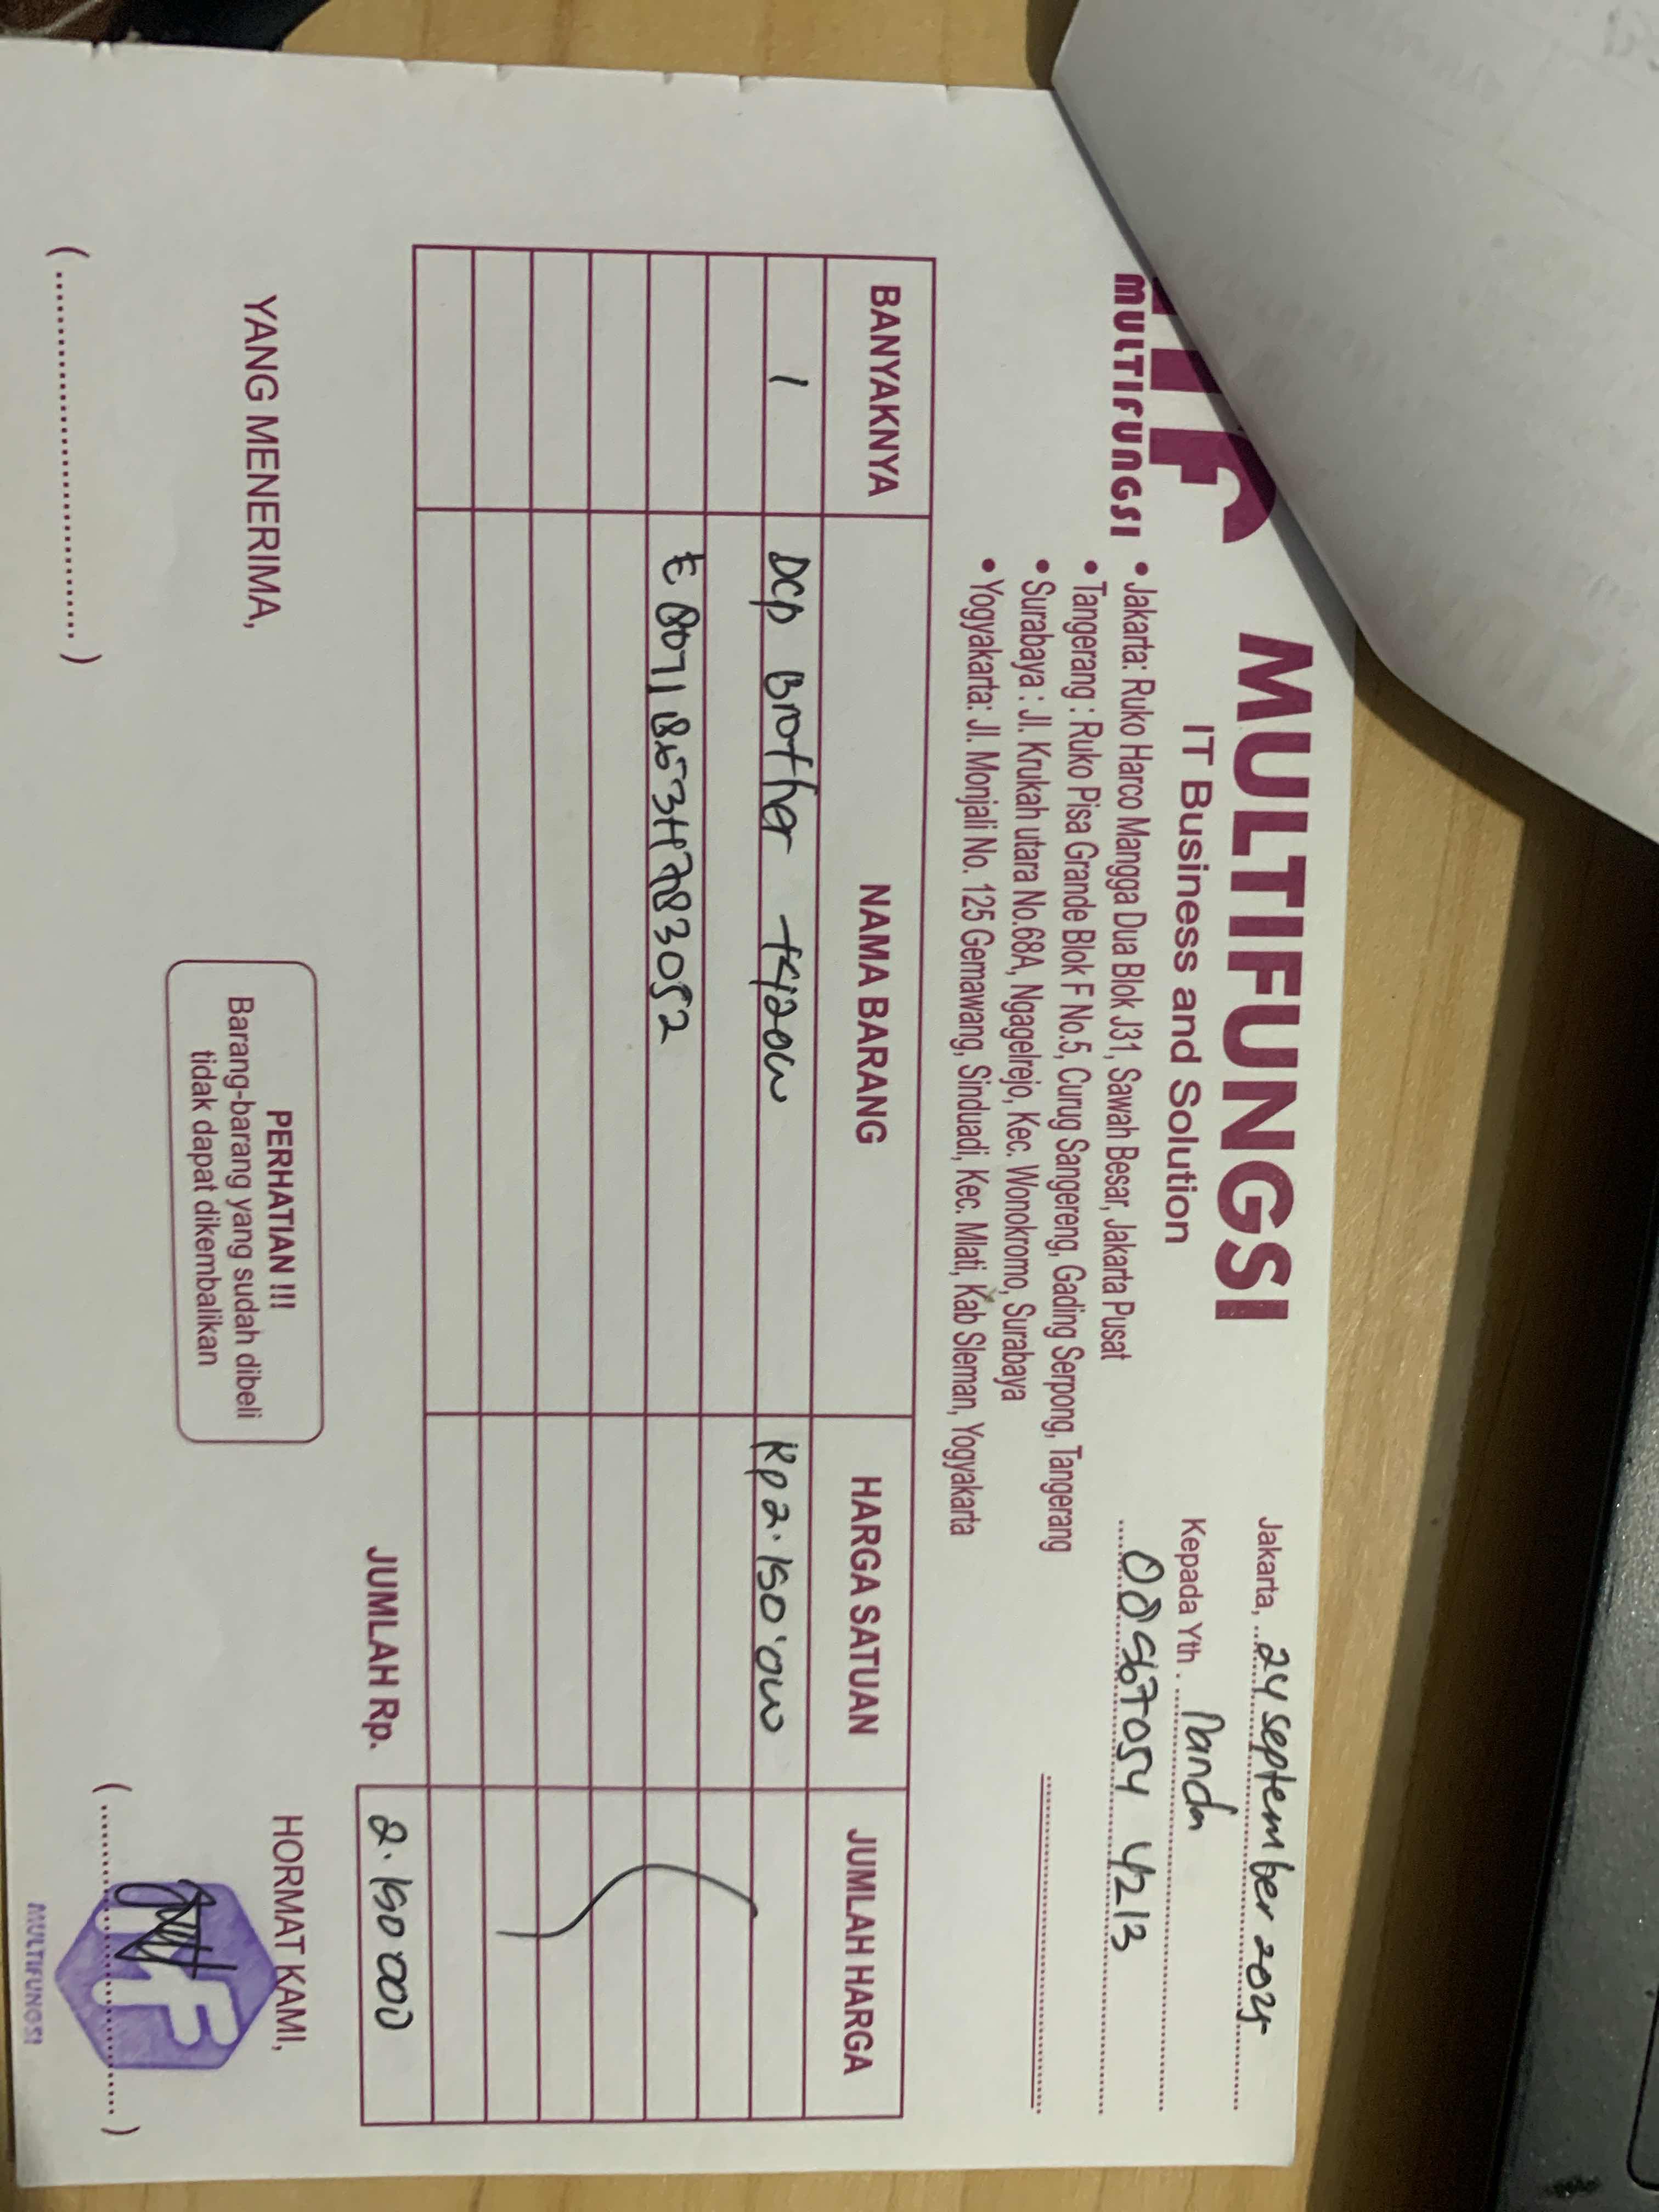 MULTIFUNGSI
MULTIFUNGSI
IT Business and Solution
• Jakarta: Ruko Harco Mangga Dua Blok J31, Sawah Besar, Jakarta Pusat
• Tangerang : Ruko Pisa Grande Blok F No.5, Curug Sangereng, Gading Serpong, Tangerang
• Surabaya : Jl. Krukah utara No.68A, Ngagelrejo, Kec. Wonokromo, Surabaya
• Yogyakarta: Jl. Monjali No. 125 Gemawang, Sinduadi, Kec. Mlati, Kab Sleman, Yogyakarta
Jakarta, 24 September 2025
Kepada Yth. Panda
08567054 4213
BANYAKNYA NAMA BARANG HARGA SATUAN JUMLAH HARGA
1 DCP Brother T420W Rp 2.150.000
E80718653H783052
JUMLAH Rp. 2.150 000
YANG MENERIMA,
PERHATIAN !!!
Barang-barang yang sudah dibeli
tidak dapat dikembalikan
HORMAT KAMI,
MF
MULTIFUNGSI